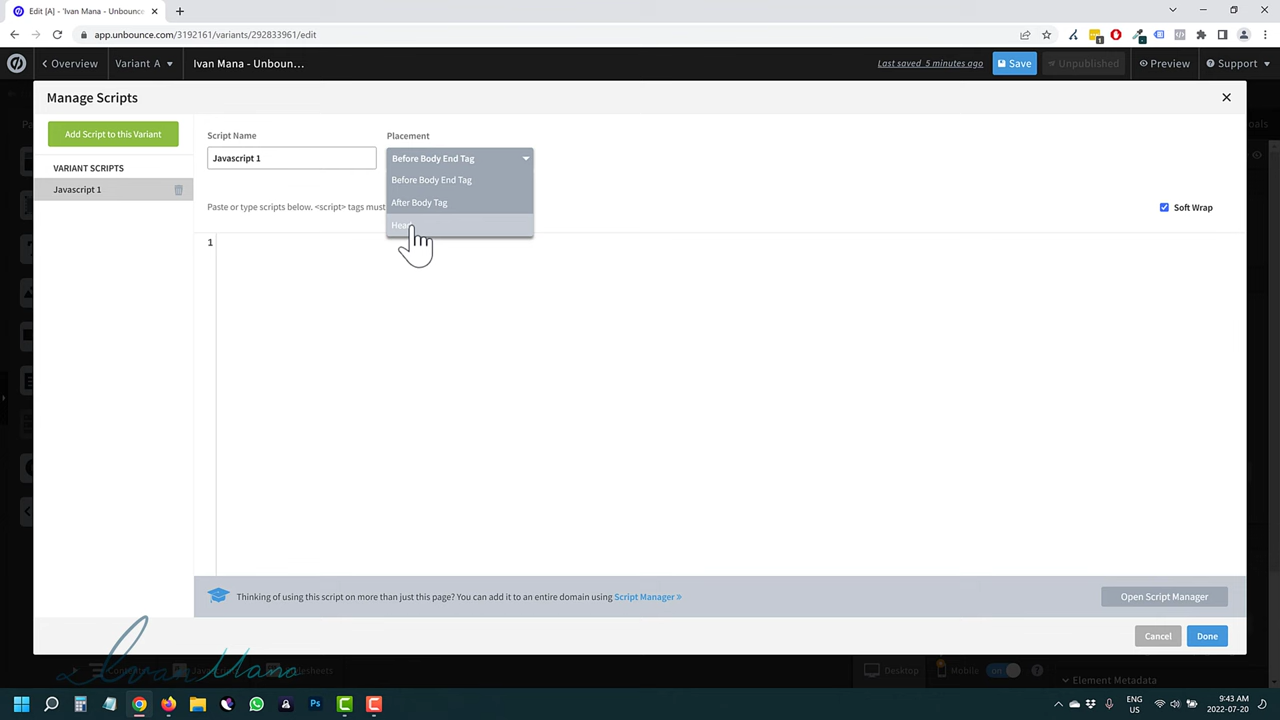 Edit [A] - 'Ivan Mana - Unbounce
app.unbounce.com/3192161/variants/292833961/edit
Overview
Variant A
Ivan Mana - Unboun...
Last saved 5 minutes ago
Save
Unpublished
Preview
Support
Manage Scripts
Add Script to this Variant
Script Name
Placement
Javascript 1
Before Body End Tag
VARIANT SCRIPTS
Before Body End Tag
Javascript 1
After Body Tag
Paste or type scripts below. <script> tags must
Soft Wrap
Head
1
Thinking of using this script on more than just this page? You can add it to an entire domain using Script Manager »
Open Script Manager
Cancel
Done
Ivan Mana
Desktop
Mobile
on
Element Metadata
ENG
US
9:43 AM
2022-07-20